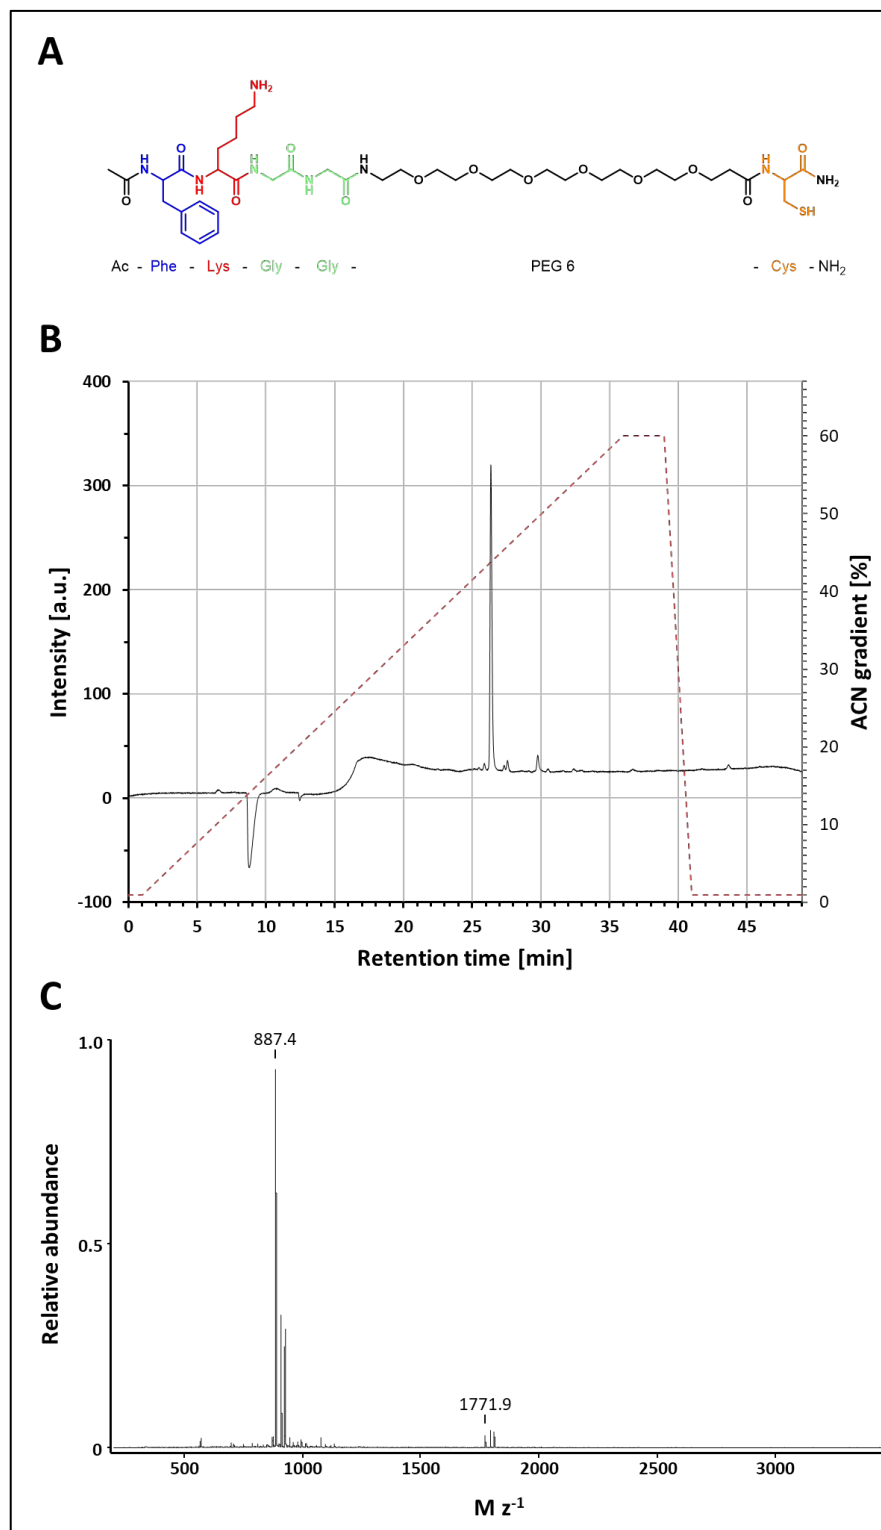 A
NH₂
H N O H N O H N O H N O H N O
O H N O N H O N H O O O O O O O O NH₂
SH
Ac - Phe - Lys - Gly - Gly - PEG 6 - Cys - NH₂
B
400
300
200
100
0
-100
60
50
40
30
20
10
0
0 5 10 15 20 25 30 35 40 45
Intensity [a.u.]
ACN gradient [%]
Retention time [min]
C
887.4
1771.9
1.0
0.5
0
500 1000 1500 2000 2500 3000
Relative abundance
M z⁻¹